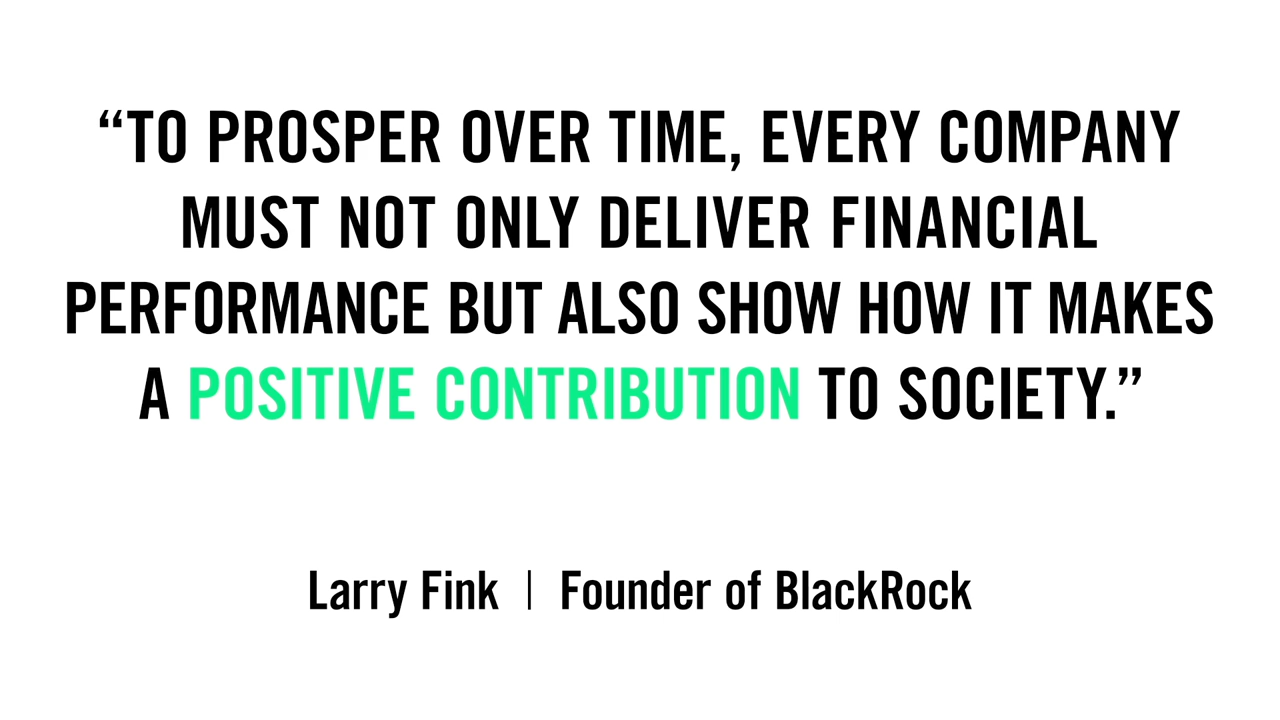 “TO PROSPER OVER TIME, EVERY COMPANY
MUST NOT ONLY DELIVER FINANCIAL
PERFORMANCE BUT ALSO SHOW HOW IT MAKES
A POSITIVE CONTRIBUTION TO SOCIETY.”
Larry Fink | Founder of BlackRock